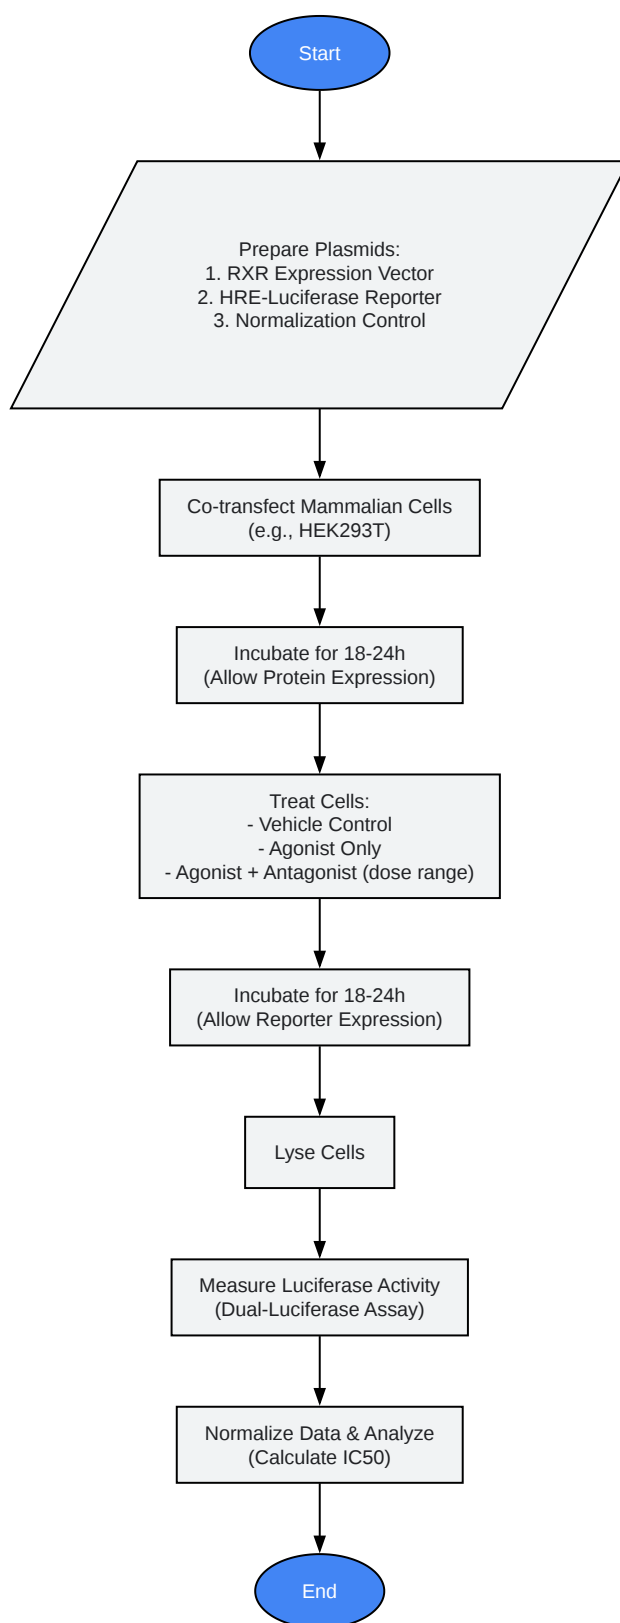 Start
Prepare Plasmids:
1. RXR Expression Vector
2. HRE-Luciferase Reporter
3. Normalization Control
Co-transfect Mammalian Cells
(e.g., HEK293T)
Incubate for 18-24h
(Allow Protein Expression)
Treat Cells:
- Vehicle Control
- Agonist Only
- Agonist + Antagonist (dose range)
Incubate for 18-24h
(Allow Reporter Expression)
Lyse Cells
Measure Luciferase Activity
(Dual-Luciferase Assay)
Normalize Data & Analyze
(Calculate IC50)
End